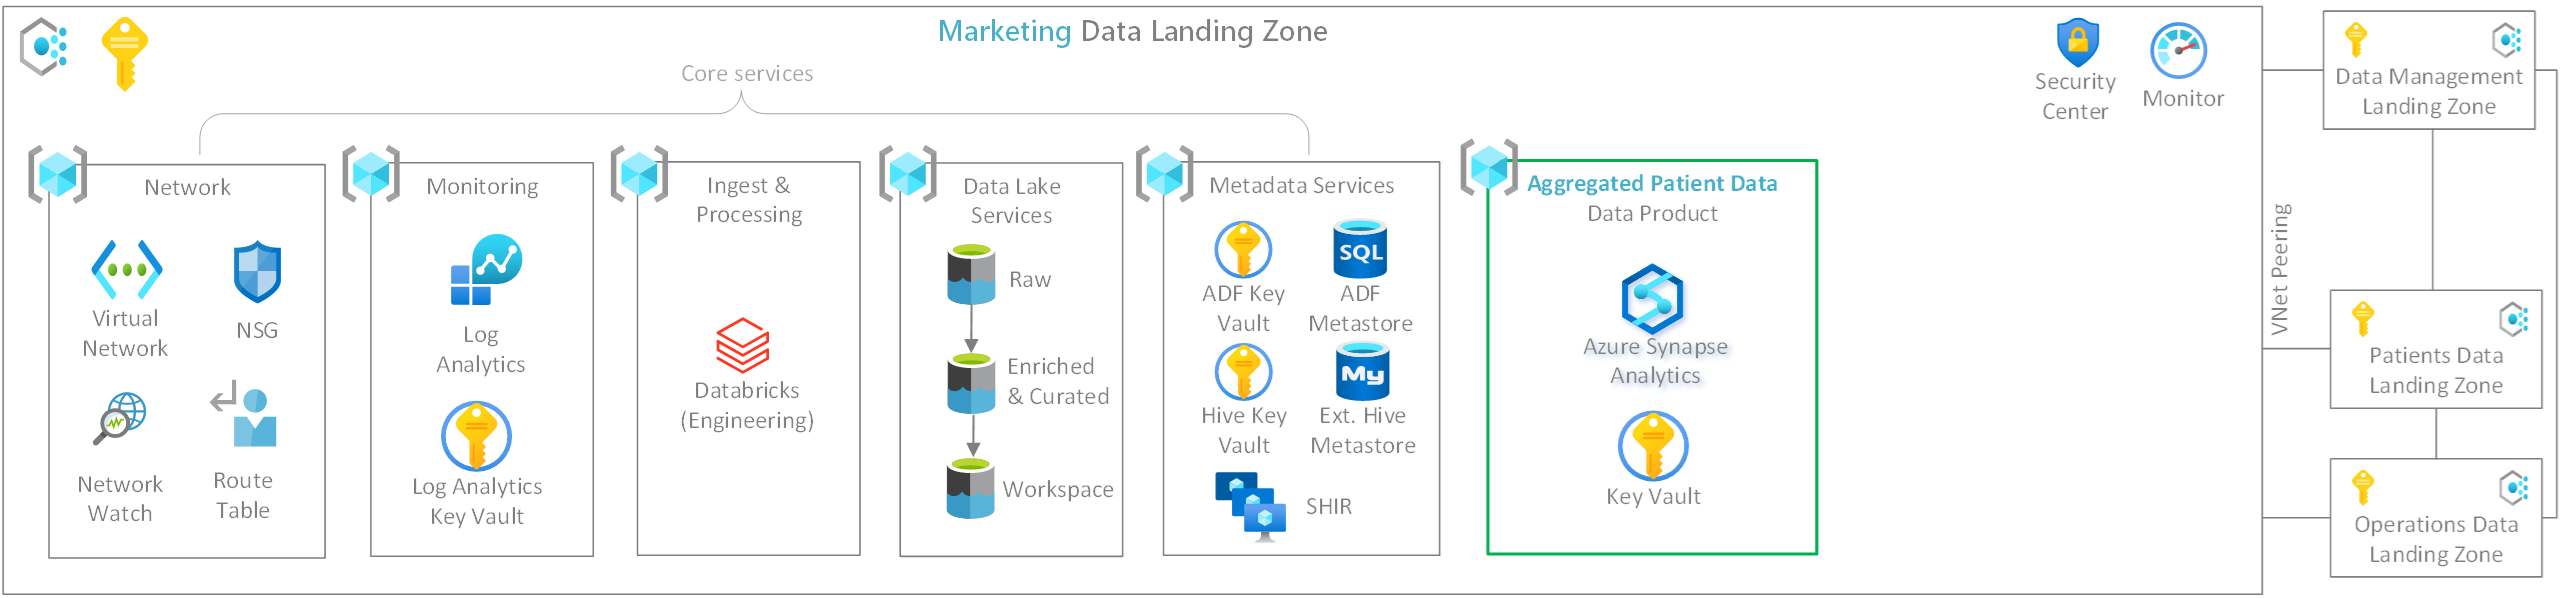 Marketing Data Landing Zone
Core services
Security
Center
Monitor
Network
Virtual
Network
NSG
Network
Watch
Route
Table
Monitoring
Log
Analytics
Log Analytics
Key Vault
Ingest &
Processing
Databricks
(Engineering)
Data Lake
Services
Raw
Enriched
& Curated
Workspace
Metadata Services
ADF Key
Vault
SQL
ADF
Metastore
Hive Key
Vault
My
Ext. Hive
Metastore
SHIR
Aggregated Patient Data
Data Product
Azure Synapse
Analytics
Key Vault
VNet Peering
Data Management
Landing Zone
Patients Data
Landing Zone
Operations Data
Landing Zone